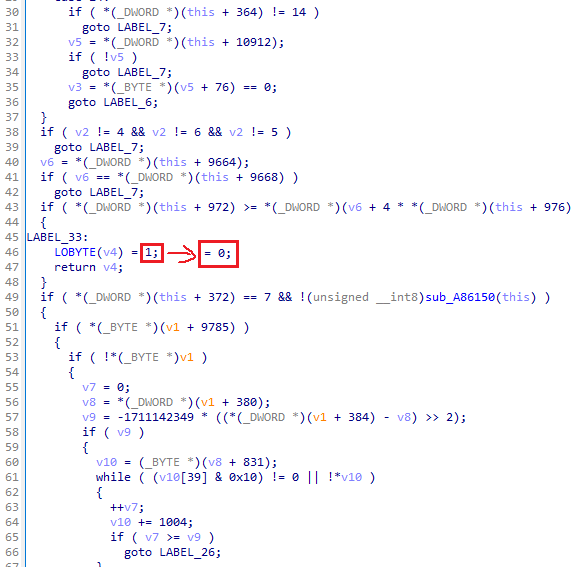 30 if ( *(_DWORD *)(this + 364) != 14 )
31 goto LABEL_7;
32 v5 = *(_DWORD *)(this + 10912);
33 if ( !v5 )
34 goto LABEL_7;
35 v3 = *(_BYTE *)(v5 + 76) == 0;
36 goto LABEL_6;
37 }
38 if ( v2 != 4 && v2 != 6 && v2 != 5 )
39 goto LABEL_7;
40 v6 = *(_DWORD *)(this + 9664);
41 if ( v6 == *(_DWORD *)(this + 9668) )
42 goto LABEL_7;
43 if ( *(_DWORD *)(this + 972) >= *(_DWORD *)(v6 + 4 * *(_DWORD *)(this + 976)
44 {
45 LABEL_33:
46 LOBYTE(v4) = 1; = 0;
47 return v4;
48 }
49 if ( *(_DWORD *)(this + 372) == 7 && !(unsigned __int8)sub_A86150(this) )
50 {
51 if ( *(_BYTE *)(v1 + 9785) )
52 {
53 if ( !*(_BYTE *)v1 )
54 {
55 v7 = 0;
56 v8 = *(_DWORD *)(v1 + 380);
57 v9 = -1711142349 * ((*(_DWORD *)(v1 + 384) - v8) >> 2);
58 if ( v9 )
59 {
60 v10 = (_BYTE *)(v8 + 831);
61 while ( (v10[39] & 0x10) != 0 || !*v10 )
62 {
63 ++v7;
64 v10 += 1004;
65 if ( v7 >= v9 )
66 goto LABEL_26;
67 }